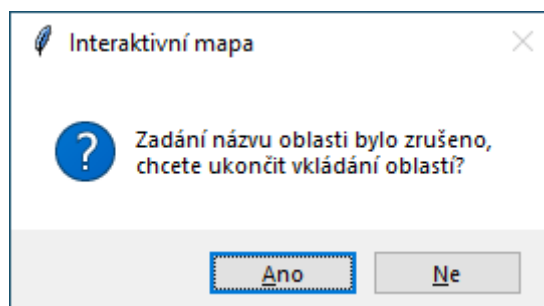 Interaktivní mapa
Zadání názvu oblasti bylo zrušeno,
chcete ukončit vkládání oblastí?
Ano
Ne